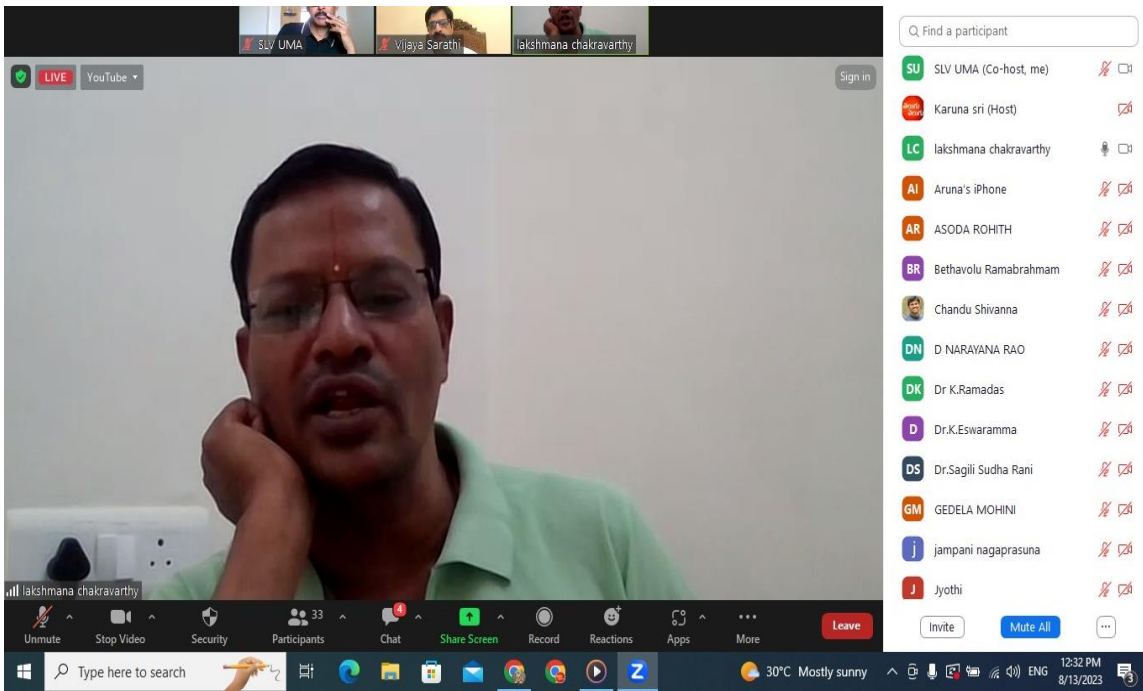 SLV UMA
Vijaya Sarathi
lakshmana chakravarthy
LIVE YouTube
Sign in
lakshmana chakravarthy
Find a participant
SU SLV UMA (Co-host, me)
Karuna sri (Host)
LC lakshmana chakravarthy
AI Aruna's iPhone
AR ASODA ROHITH
BR Bethavolu Ramabrahmam
Chandu Shivanna
DN D NARAYANA RAO
DK Dr K.Ramadas
D Dr.K.Eswaramma
DS Dr.Sagili Sudha Rani
GM GEDELA MOHINI
j jampani nagaprasuna
J Jyothi
Invite Mute All ...
Unmute Stop Video Security Participants 33 Chat 4 Share Screen Record Reactions Apps More Leave
Type here to search
Z
30°C Mostly sunny
ENG
12:32 PM
8/13/2023
3